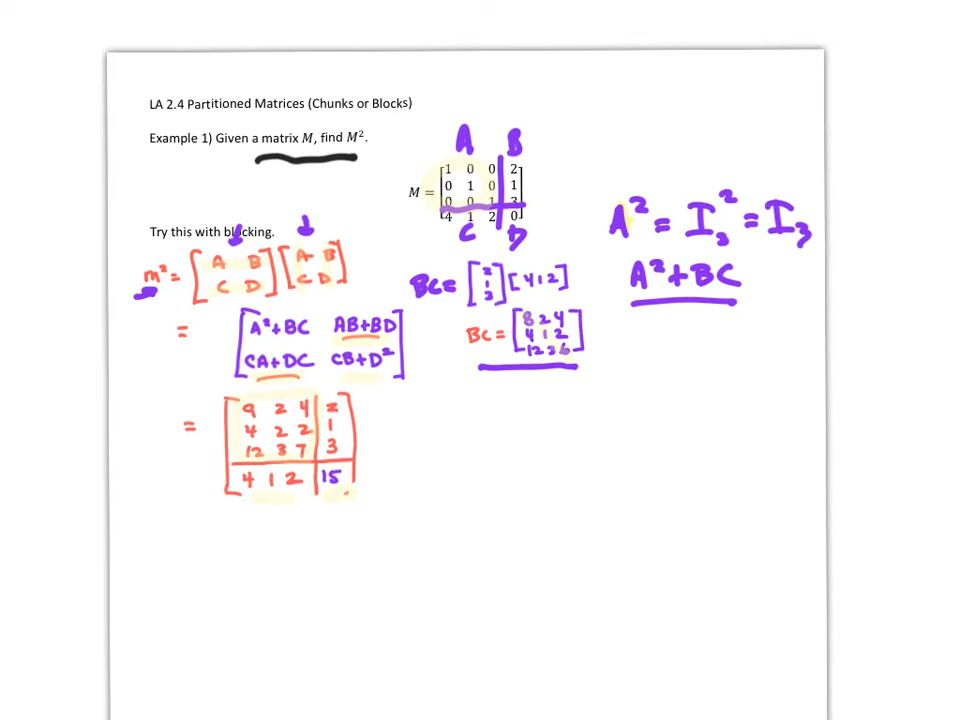 LA 2.4 Partitioned Matrices (Chunks or Blocks)
Example 1) Given a matrix M, find M².
A B
M = [1 0 0 2
0 1 0 1
0 0 1 3
4 1 2 0]
C D
A² = I₃² = I₃
A² + BC
Try this with blocking.
m² = [A B
C D] [A B
C D]
BC = [2
1
3] [4 1 2]
= [A²+BC AB+BD
CA+DC CB+D²]
BC = [8 2 4
4 1 2
12 3 6]
= [9 2 4 2
4 2 2 1
12 3 7 3
4 1 2 15]